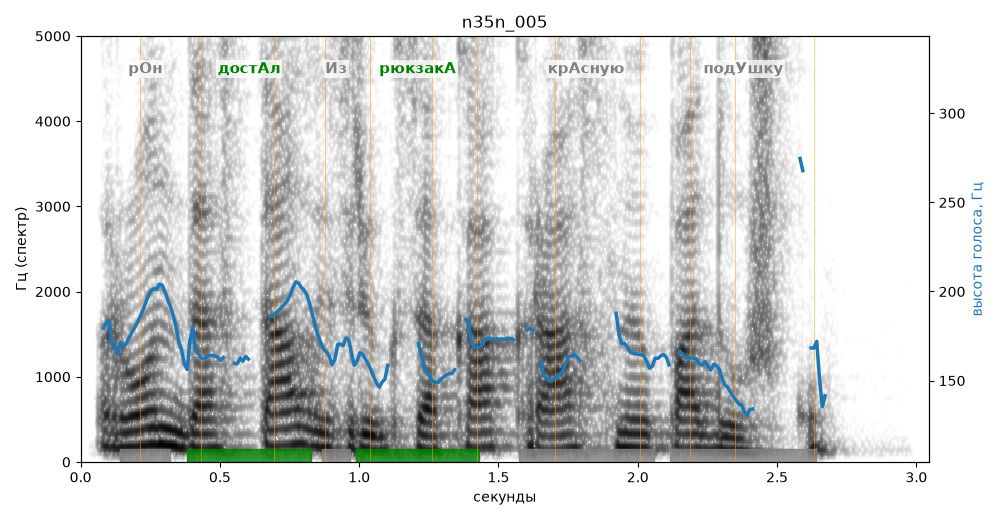 n35n_005
рОн достАл Из рюкзакА крАсную подУшку
Гц (спектр)
5000
4000
3000
2000
1000
0
0.0 0.5 1.0 1.5 2.0 2.5 3.0
секунды
300
250
200
150
высота голоса, Гц